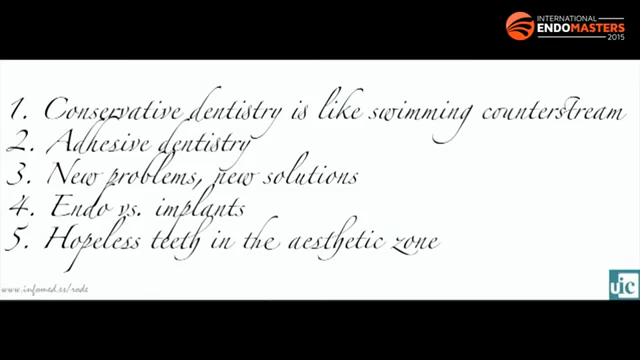 INTERNATIONAL
ENDOMASTERS
2015
1. Conservative dentistry is like swimming counterstream
2. Adhesive dentistry
3. New problems, new solutions
4. Endo vs. implants
5. Hopeless teeth in the aesthetic zone
www.infomed.es/rode
uic